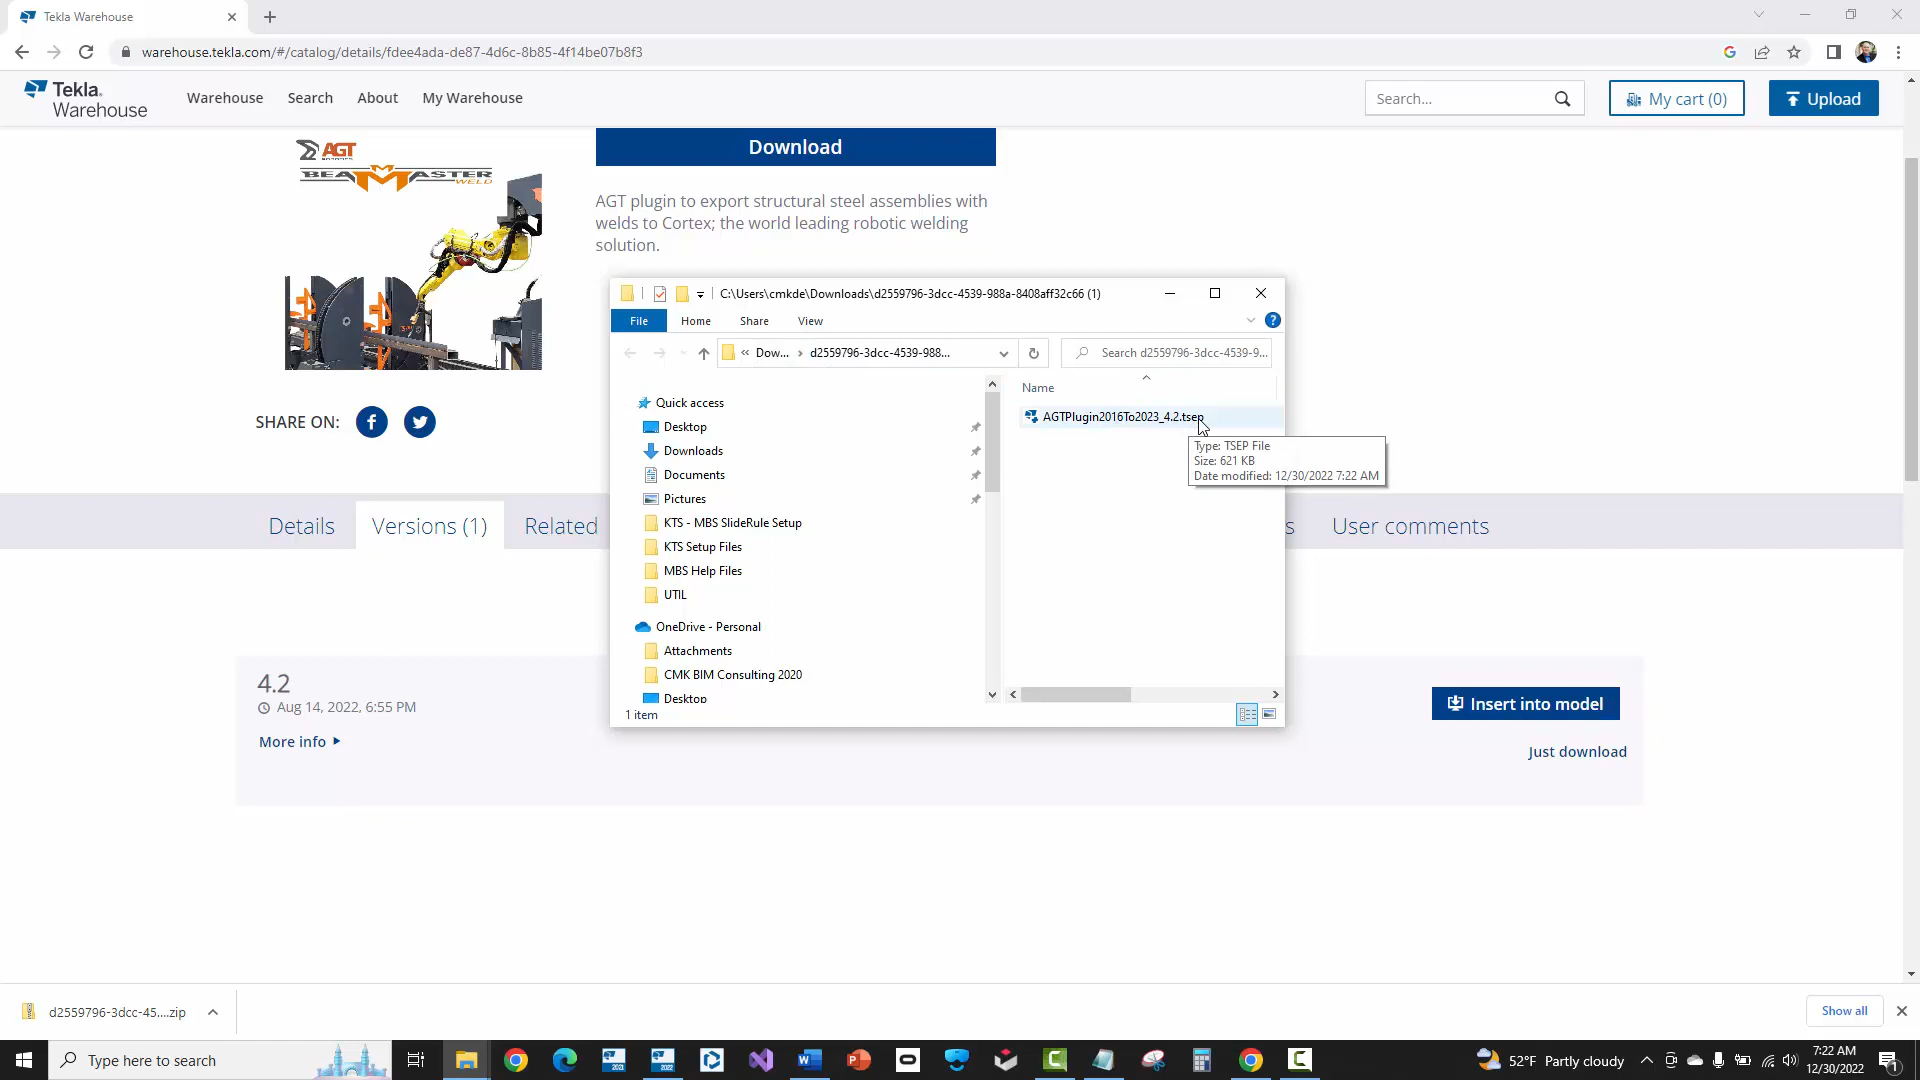 Tekla Warehouse
warehouse.tekla.com/#/catalog/details/fdee4ada-de87-4d6c-8b85-4f14be07b8f3
Tekla.
Warehouse
Warehouse
Search
About
My Warehouse
Search...
My cart (0)
Upload
AGT
ROBOTICS
BEAMASTER
WELD
Download
AGT plugin to export structural steel assemblies with
welds to Cortex; the world leading robotic welding
solution.
SHARE ON:
C:\Users\cmkde\Downloads\d2559796-3dcc-4539-988a-8408aff32c66 (1)
File
Home
Share
View
« Dow... > d2559796-3dcc-4539-988...
Search d2559796-3dcc-4539-9...
Quick access
Desktop
Downloads
Documents
Pictures
KTS - MBS SlideRule Setup
KTS Setup Files
MBS Help Files
UTIL
OneDrive - Personal
Attachments
CMK BIM Consulting 2020
Desktop
Name
AGTPlugin2016To2023_4.2.tsep
Type: TSEP File
Size: 621 KB
Date modified: 12/30/2022 7:22 AM
1 item
Details
Versions (1)
Related
s
User comments
4.2
Aug 14, 2022, 6:55 PM
More info
Insert into model
Just download
d2559796-3dcc-45....zip
Show all
Type here to search
2021
2022
52°F Partly cloudy
7:22 AM
12/30/2022
1